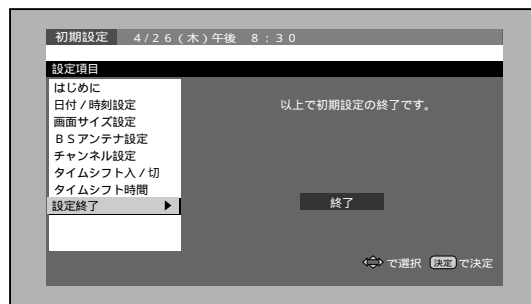 初期設定 4/26(木)午後 8:30
設定項目
はじめに
日付/時刻設定
画面サイズ設定
BSアンテナ設定
チャンネル設定
タイムシフト入/切
タイムシフト時間
設定終了
以上で初期設定の終了です。
終了
で選択 決定 で決定